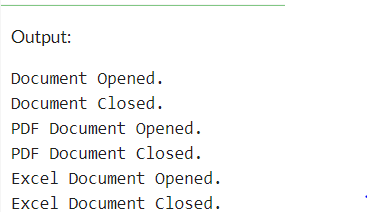 Output:
Document Opened.
Document Closed.
PDF Document Opened.
PDF Document Closed.
Excel Document Opened.
Excel Document Closed.